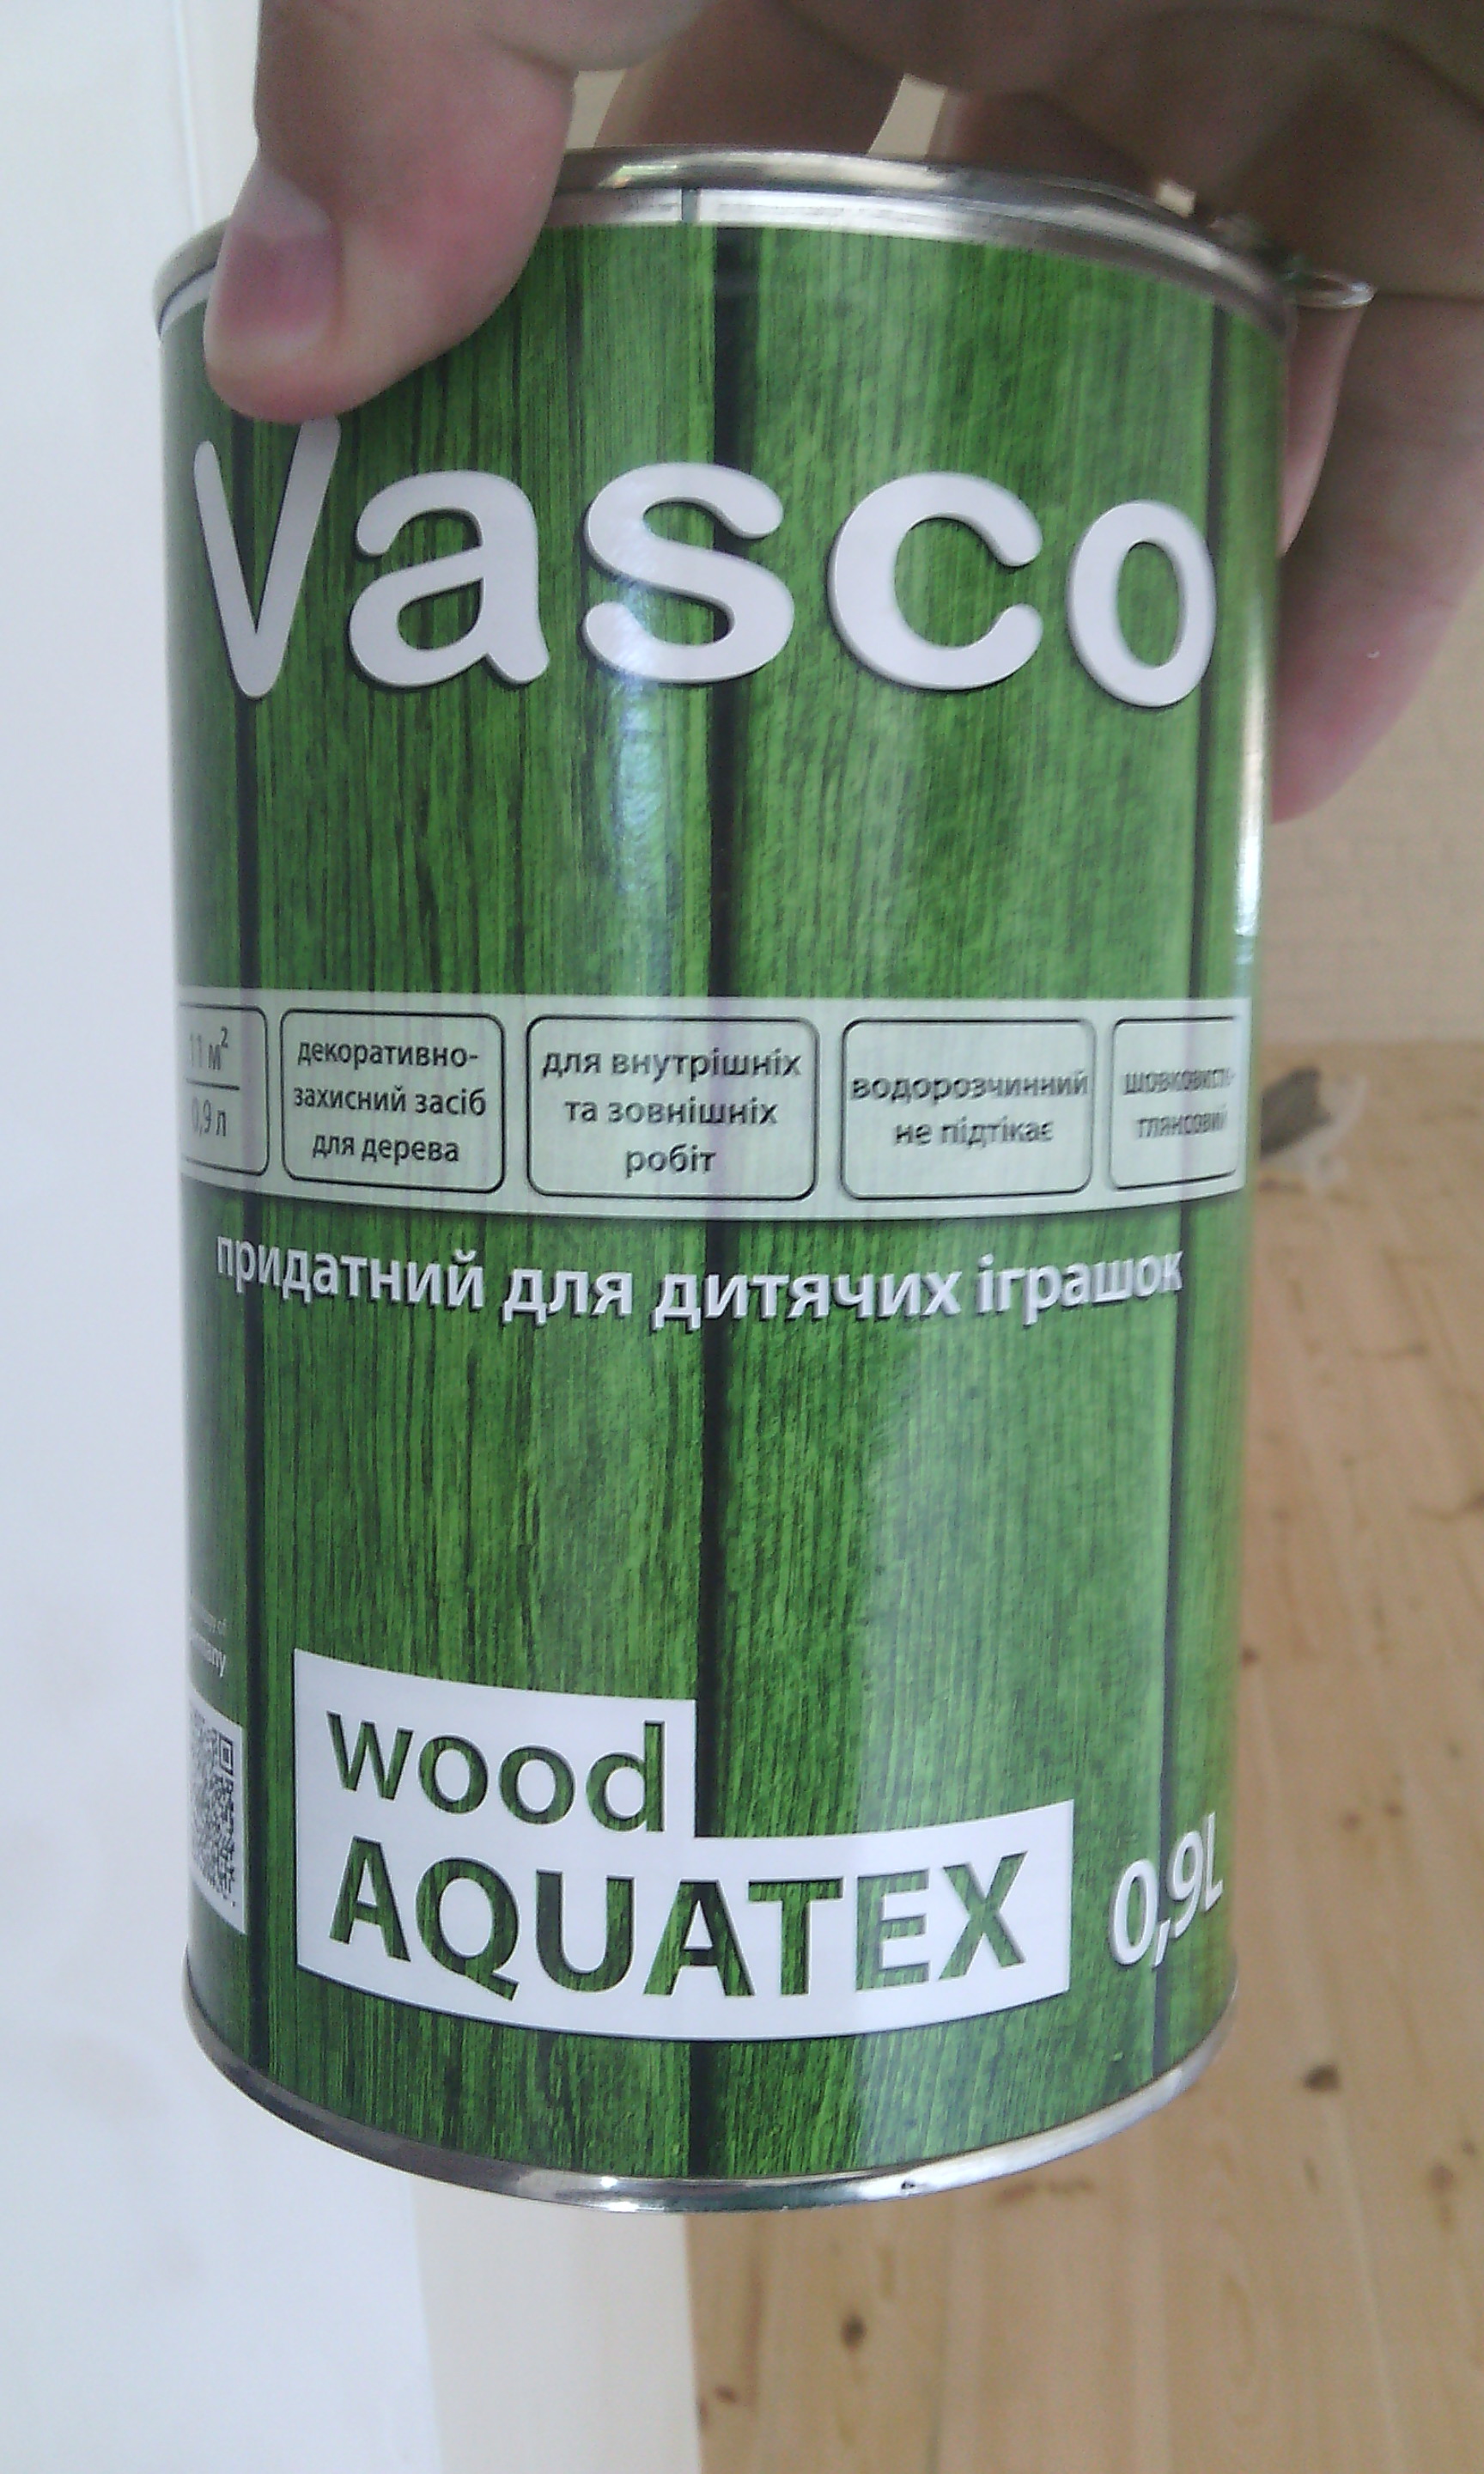 Vasco
11 м²
0,9 л
декоративно-
захисний засіб
для дерева
для внутрішніх
та зовнішніх
робіт
водорозчинний
не підтікає
шовковисто-
глянсовий
придатний для дитячих іграшок
of
wood
AQUATEX
0,9L